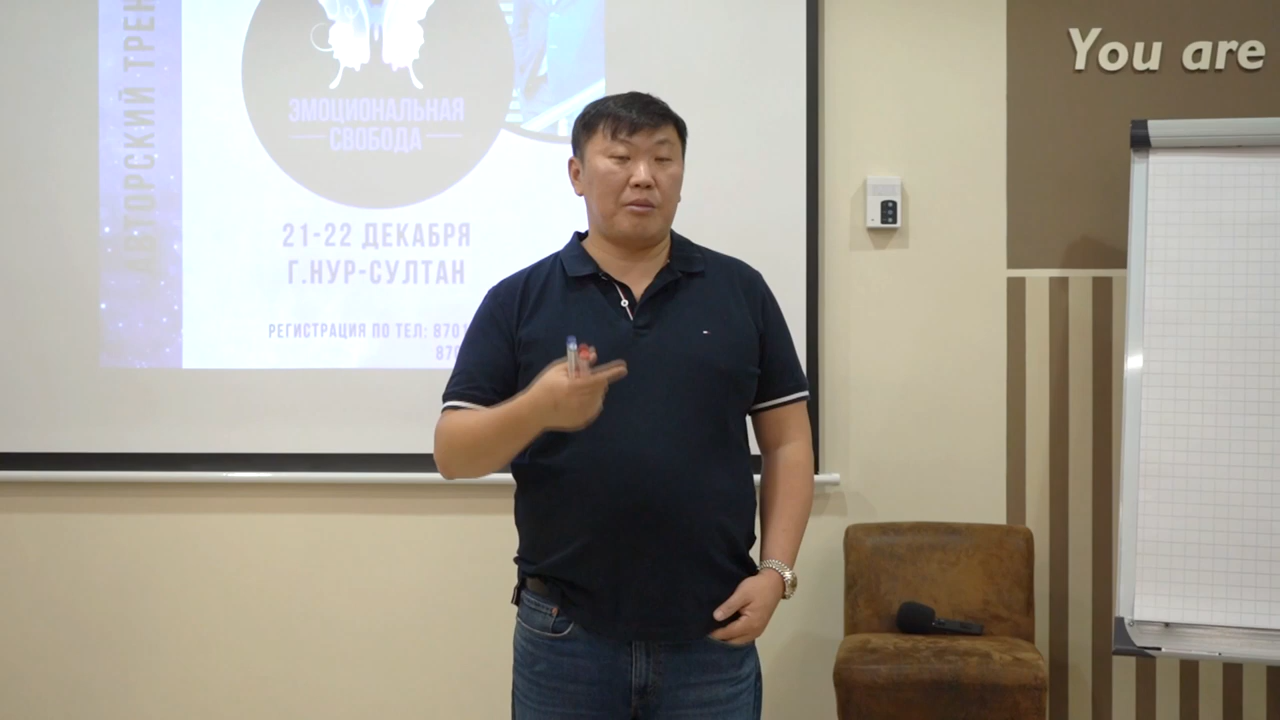 АВТОРСКИЙ ТРЕН
ЭМОЦИОНАЛЬНАЯ
СВОБОДА
21-22 ДЕКАБРЯ
Г.НУР-СУЛТАН
РЕГИСТРАЦИЯ ПО ТЕЛ: 8701
870
You are